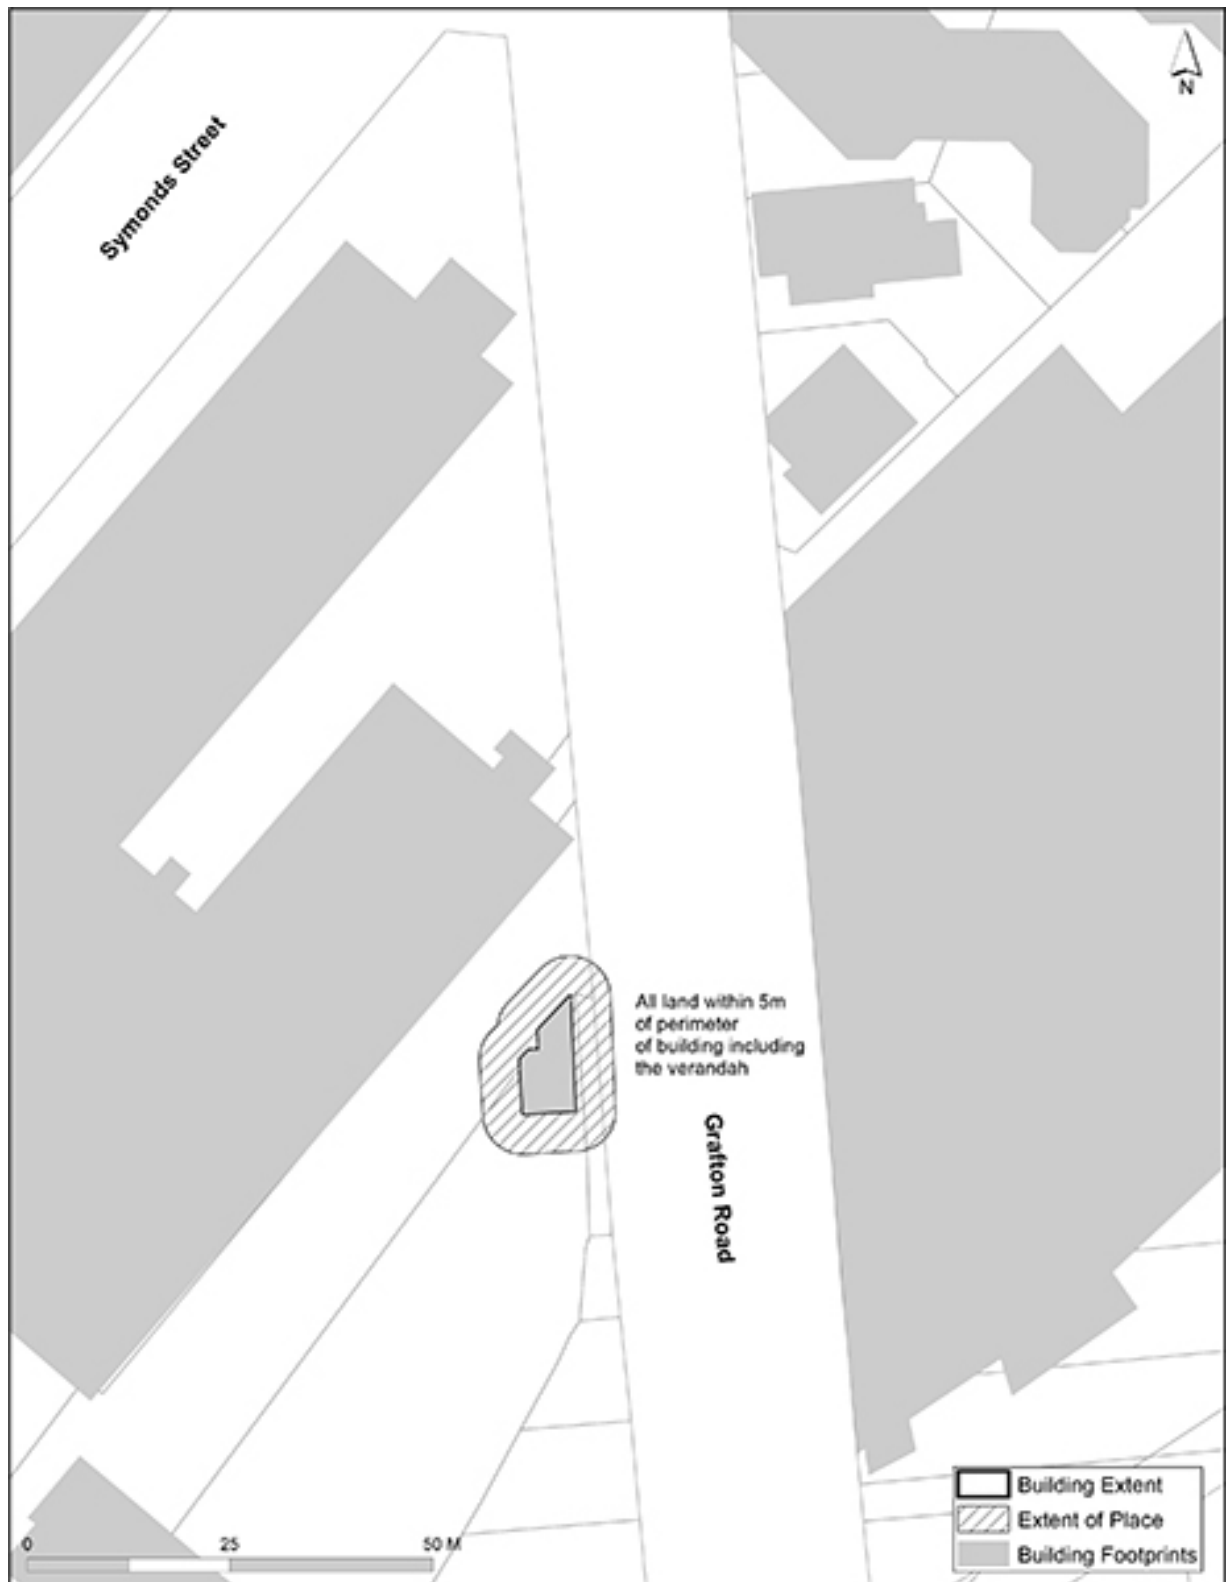 N
Symonds Street
All land within 5m
of perimeter
of building including
the verandah
Grafton Road
Building Extent
Extent of Place
Building Footprints
0 25 50 M